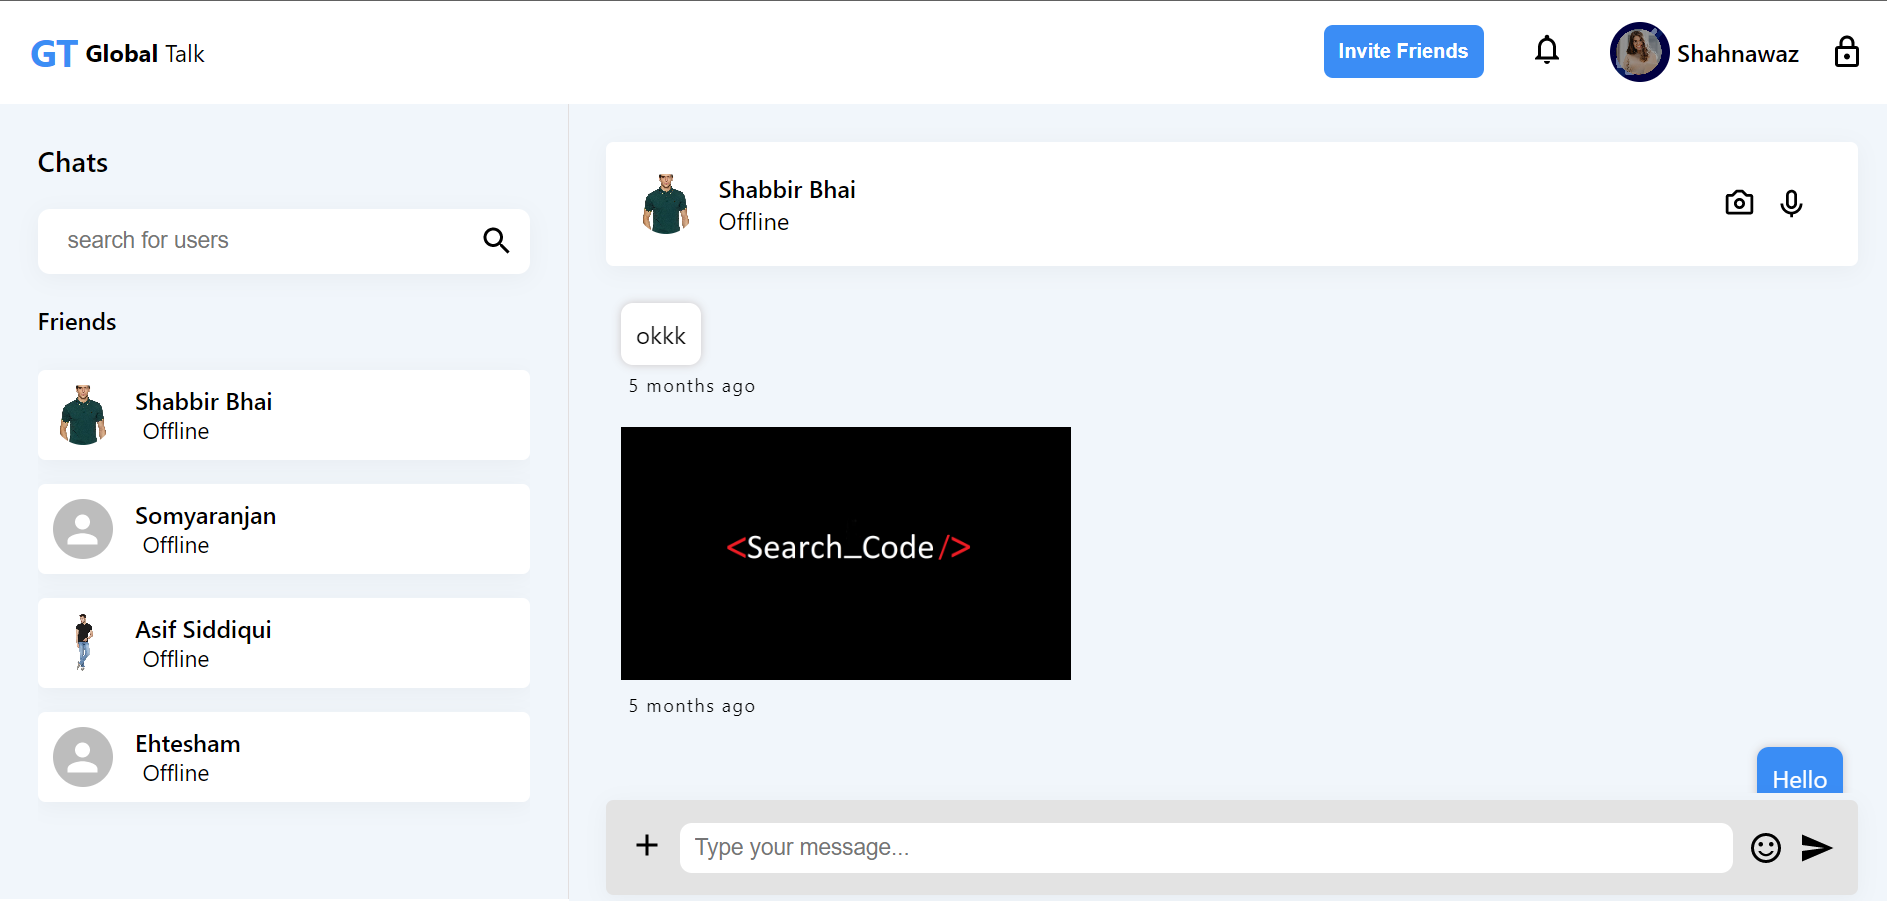 GT Global Talk
Invite Friends
Shahnawaz
Chats
search for users
Friends
Shabbir Bhai
Offline
Somyaranjan
Offline
Asif Siddiqui
Offline
Ehtesham
Offline
Shabbir Bhai
Offline
okkk
5 months ago
<Search_Code/>
5 months ago
Hello
Type your message...